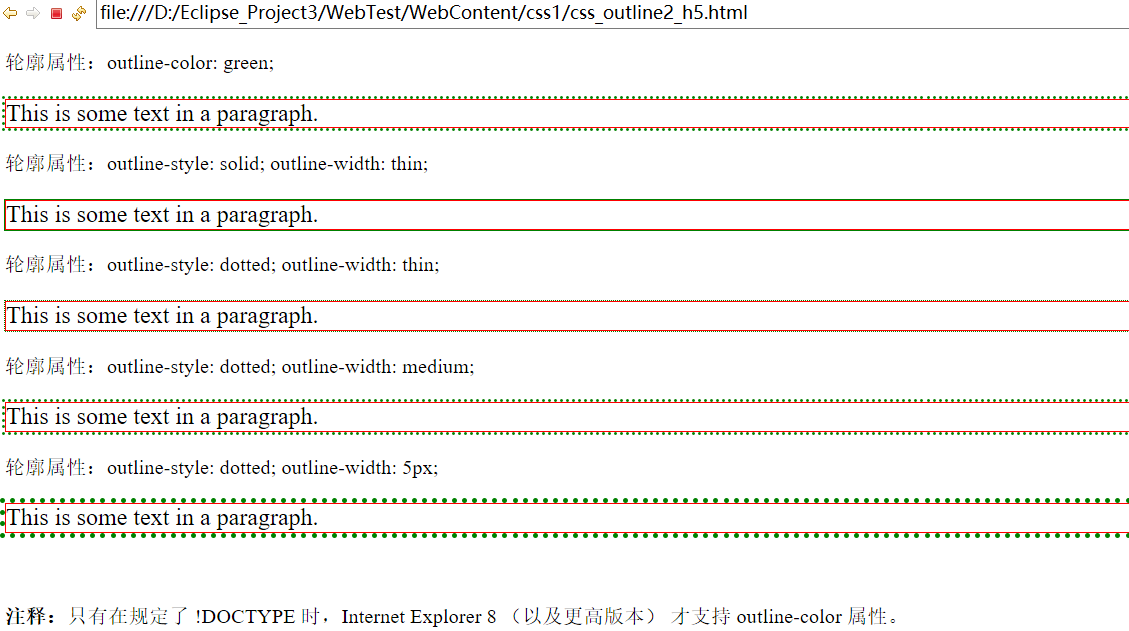 file:///D:/Eclipse_Project3/WebTest/WebContent/css1/css_outline2_h5.html
轮廓属性：outline-color: green;
This is some text in a paragraph.
轮廓属性：outline-style: solid; outline-width: thin;
This is some text in a paragraph.
轮廓属性：outline-style: dotted; outline-width: thin;
This is some text in a paragraph.
轮廓属性：outline-style: dotted; outline-width: medium;
This is some text in a paragraph.
轮廓属性：outline-style: dotted; outline-width: 5px;
This is some text in a paragraph.
注释：只有在规定了 !DOCTYPE 时，Internet Explorer 8 （以及更高版本） 才支持 outline-color 属性。